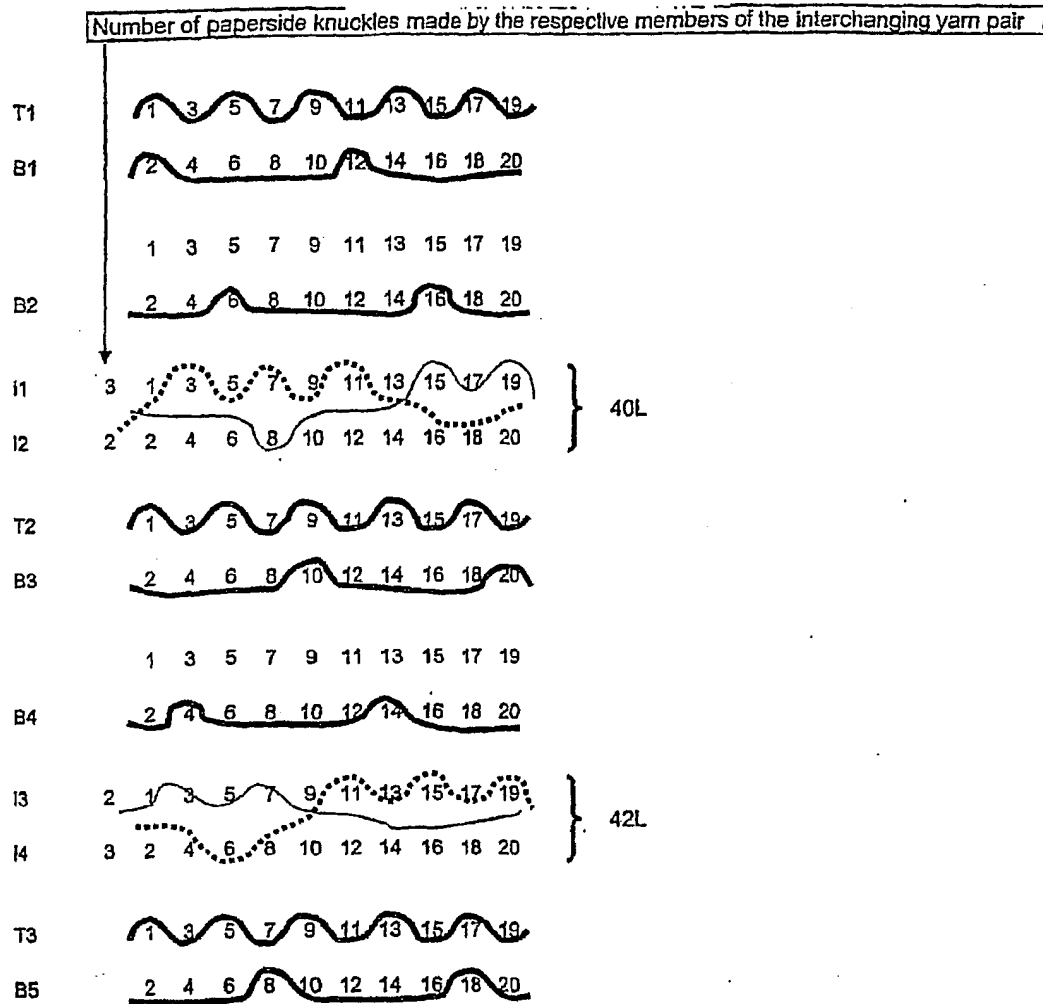 Number of paperside knuckles made by the respective members of the interchanging yarn pair
T1 1 3 5 7 9 11 13 15 17 19
B1 2 4 6 8 10 12 14 16 18 20
1 3 5 7 9 11 13 15 17 19
B2 2 4 6 8 10 12 14 16 18 20
I1 3 1 3 5 7 9 11 13 15 17 19
40L
I2 2 2 4 6 8 10 12 14 16 18 20
T2 1 3 5 7 9 11 13 15 17 19
B3 2 4 6 8 10 12 14 16 18 20
1 3 5 7 9 11 13 15 17 19
B4 2 4 6 8 10 12 14 16 18 20
I3 2 1 3 5 7 9 11 13 15 17 19
42L
I4 3 2 4 6 8 10 12 14 16 18 20
T3 1 3 5 7 9 11 13 15 17 19
B5 2 4 6 8 10 12 14 16 18 20